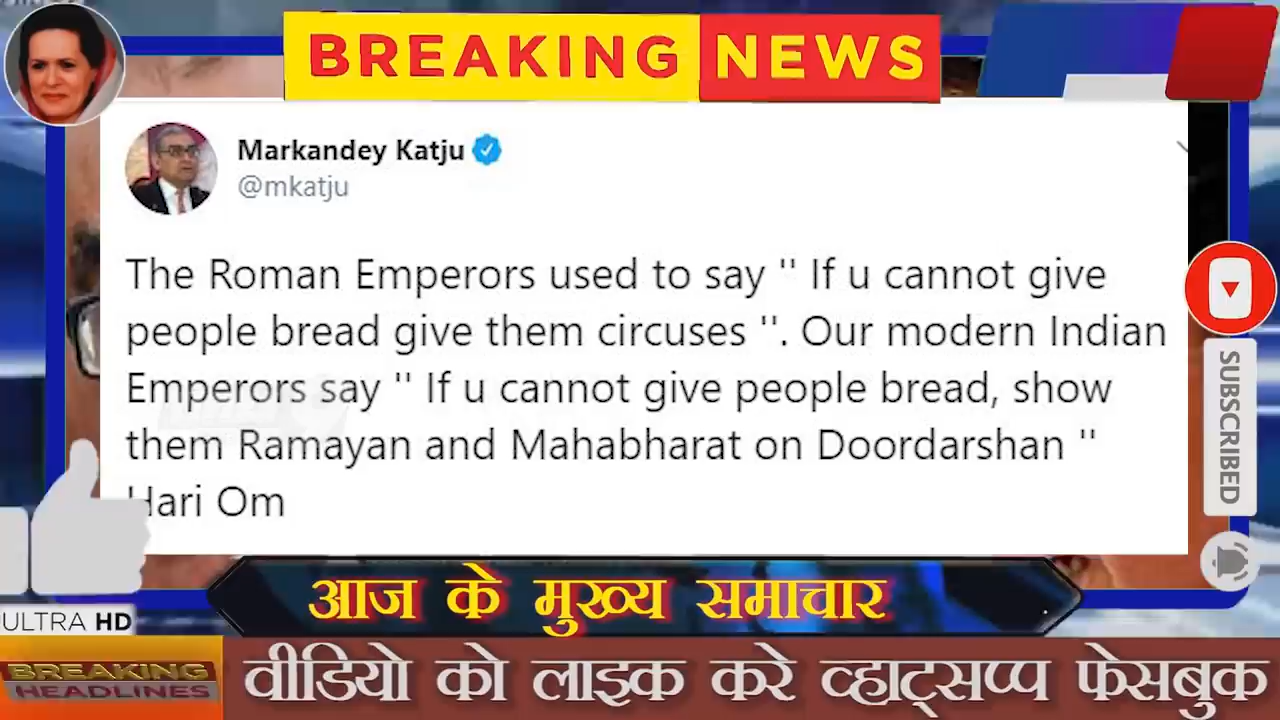 BREAKING NEWS
Markandey Katju
@mkatju
The Roman Emperors used to say '' If u cannot give
people bread give them circuses ''. Our modern Indian
Emperors say '' If u cannot give people bread, show
them Ramayan and Mahabharat on Doordarshan ''
Hari Om
SUBSCRIBED
आज के मुख्य समाचार
ULTRA HD
BREAKING
HEADLINES
वीडियो को लाइक करे व्हाट्सप्प फेसबुक